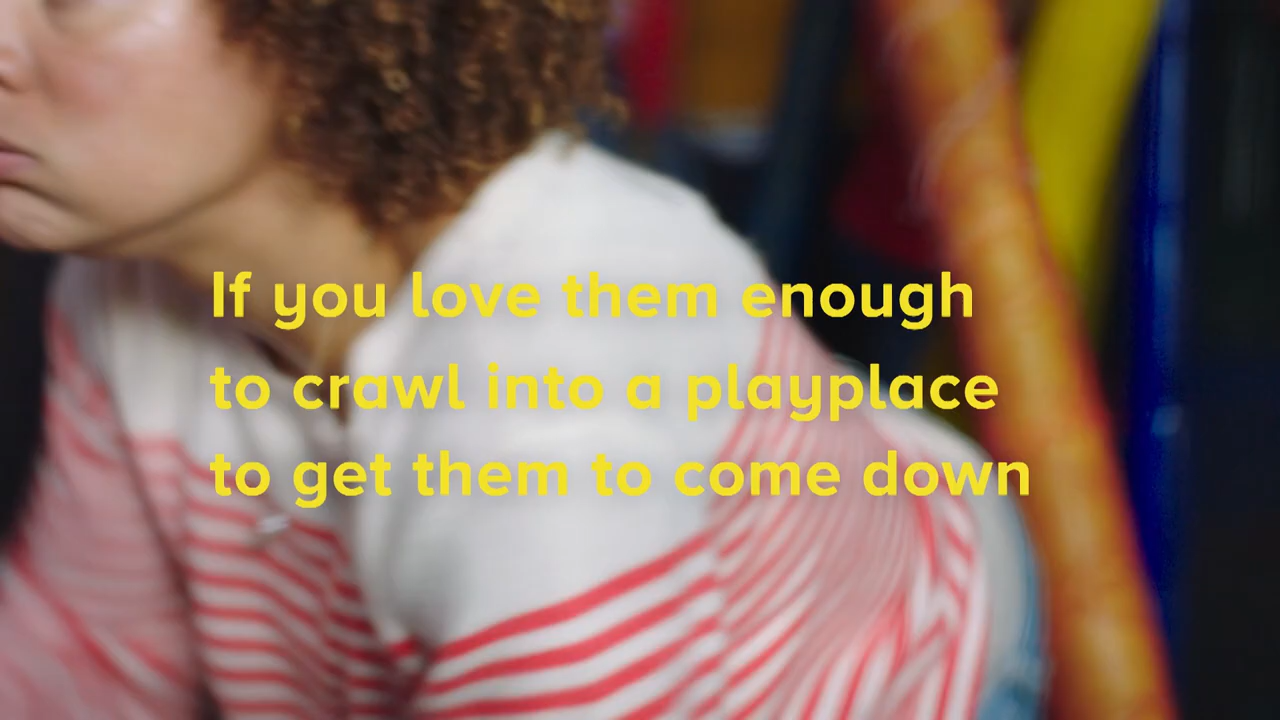 If you love them enough
to crawl into a playplace
to get them to come down